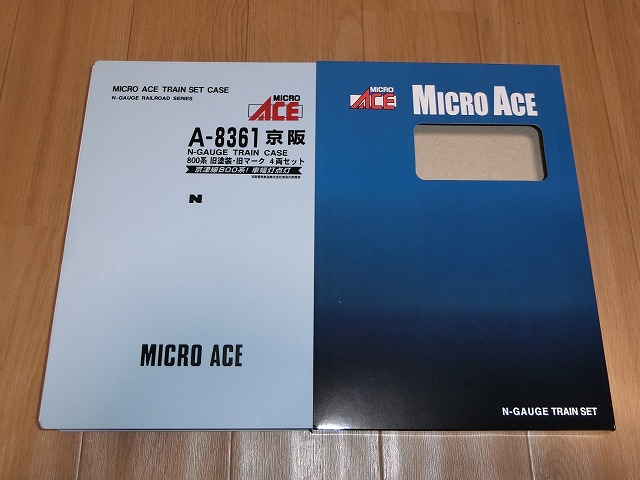 MICRO ACE TRAIN SET CASE
N-GAUGE RAILROAD SERIES
MICRO
ACE
A-8361 京阪
N-GAUGE TRAIN CASE
800系 旧塗装・旧マーク 4両セット
京津線800系! 車幅灯点灯
N
MICRO ACE
MICRO
ACE
MICRO ACE
N-GAUGE TRAIN SET